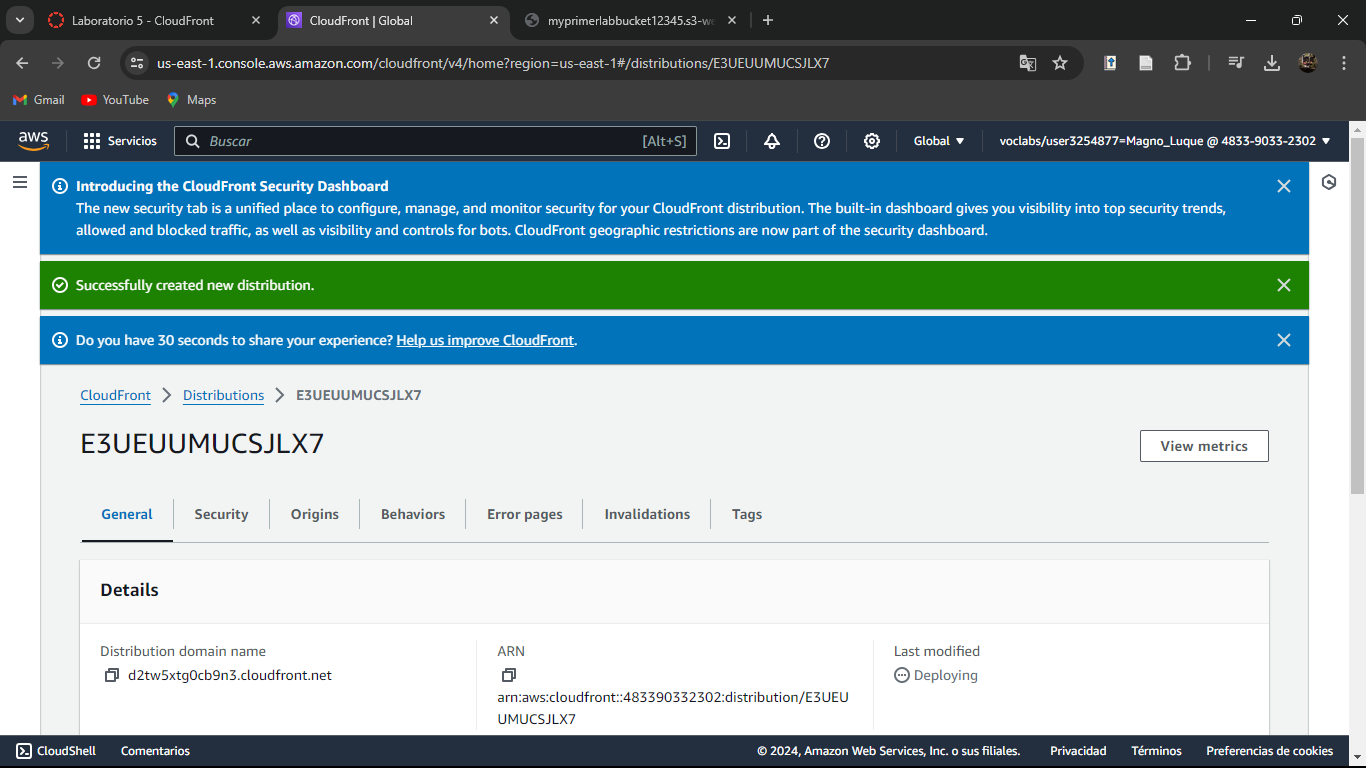 Laboratorio 5 - CloudFront
CloudFront | Global
myprimerlabbucket12345.s3-we
us-east-1.console.aws.amazon.com/cloudfront/v4/home?region=us-east-1#/distributions/E3UEUUMUCSJLX7
Gmail YouTube Maps
aws Servicios Buscar [Alt+S] Global voclabs/user3254877=Magno_Luque @ 4833-9033-2302
Introducing the CloudFront Security Dashboard
The new security tab is a unified place to configure, manage, and monitor security for your CloudFront distribution. The built-in dashboard gives you visibility into top security trends,
allowed and blocked traffic, as well as visibility and controls for bots. CloudFront geographic restrictions are now part of the security dashboard.
Successfully created new distribution.
Do you have 30 seconds to share your experience? Help us improve CloudFront.
CloudFront > Distributions > E3UEUUMUCSJLX7
E3UEUUMUCSJLX7
View metrics
General Security Origins Behaviors Error pages Invalidations Tags
Details
Distribution domain name
d2tw5xtg0cb9n3.cloudfront.net
ARN
arn:aws:cloudfront::483390332302:distribution/E3UEU
UMUCSJLX7
Last modified
Deploying
CloudShell Comentarios © 2024, Amazon Web Services, Inc. o sus filiales. Privacidad Términos Preferencias de cookies